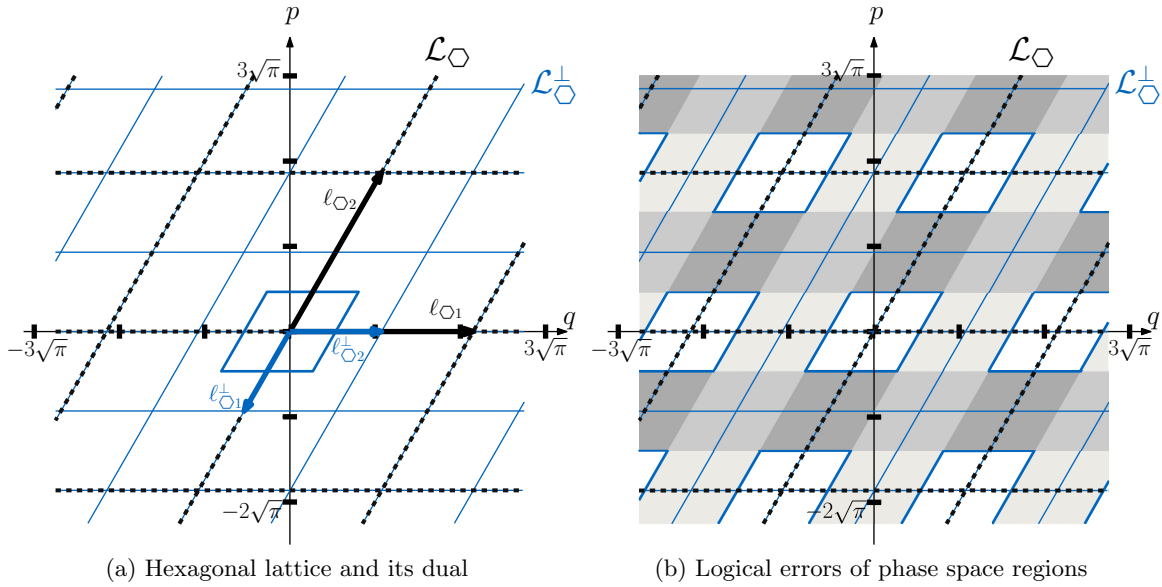 p
3√π
𝓛⬡
𝓛⬡^⊥
ℓ⬡2
ℓ⬡1
q
−3√π
ℓ⬡2^⊥
3√π
ℓ⬡1^⊥
−2√π
(a) Hexagonal lattice and its dual
p
3√π
𝓛⬡
𝓛⬡^⊥
q
−3√π
3√π
−2√π
(b) Logical errors of phase space regions